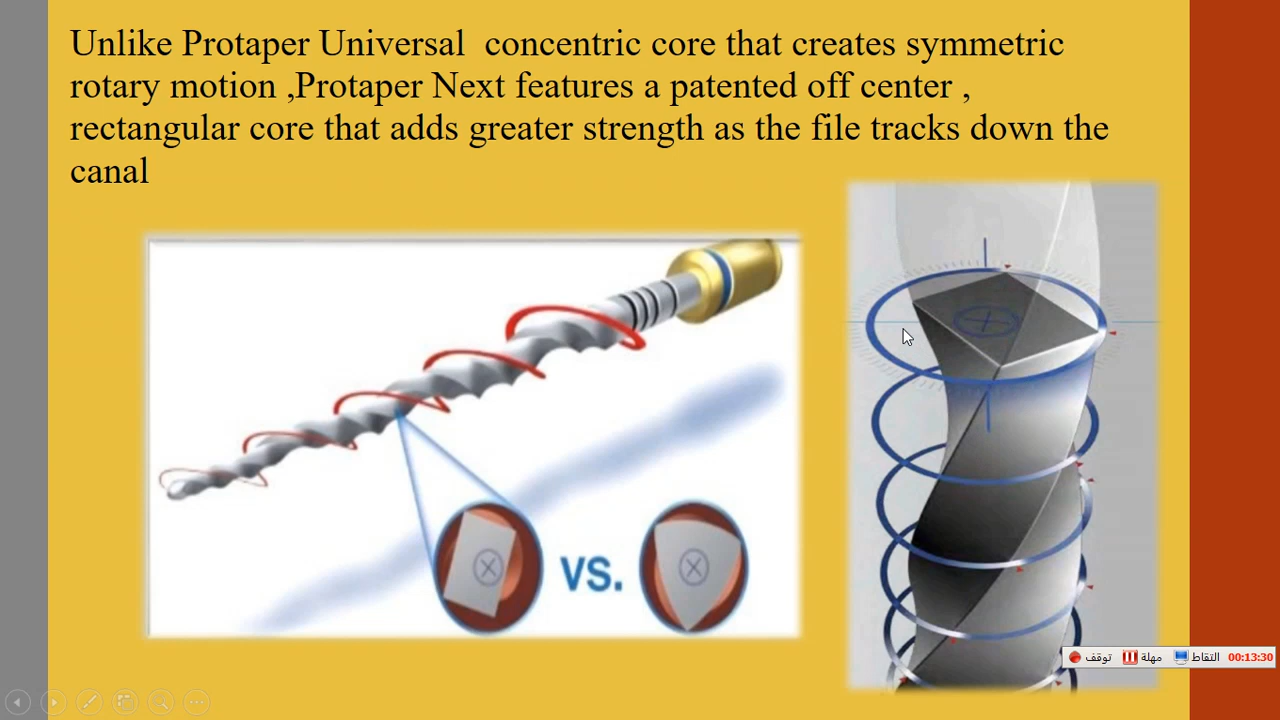 Unlike Protaper Universal  concentric core that creates symmetric
rotary motion ,Protaper Next features a patented off center ,
rectangular core that adds greater strength as the file tracks down the
canal
VS.
توقف مهلة التقاط 00:13:30